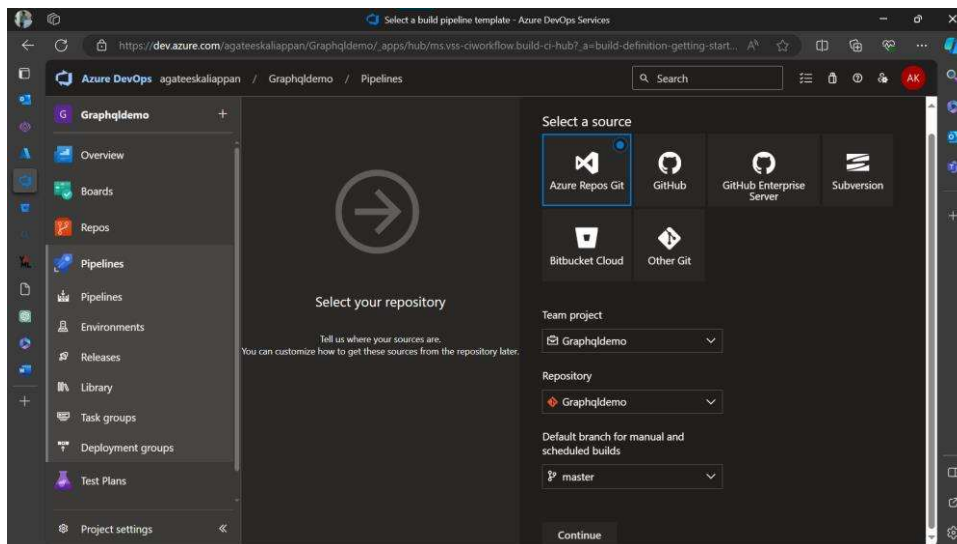 Select a build pipeline template - Azure DevOps Services
https://dev.azure.com/agateeskaliappan/Graphqldemo/_apps/hub/ms.vss-ciworkflow.build-ci-hub?_a=build-definition-getting-start...
Azure DevOps agateeskaliappan / Graphqldemo / Pipelines
Search
AK
G Graphqldemo +
Overview
Boards
Repos
Pipelines
Pipelines
Environments
Releases
Library
Task groups
Deployment groups
Test Plans
Project settings
Select your repository
Tell us where your sources are.
You can customize how to get these sources from the repository later.
Select a source
Azure Repos Git
GitHub
GitHub Enterprise
Server
Subversion
Bitbucket Cloud
Other Git
Team project
Graphqldemo
Repository
Graphqldemo
Default branch for manual and
scheduled builds
master
Continue